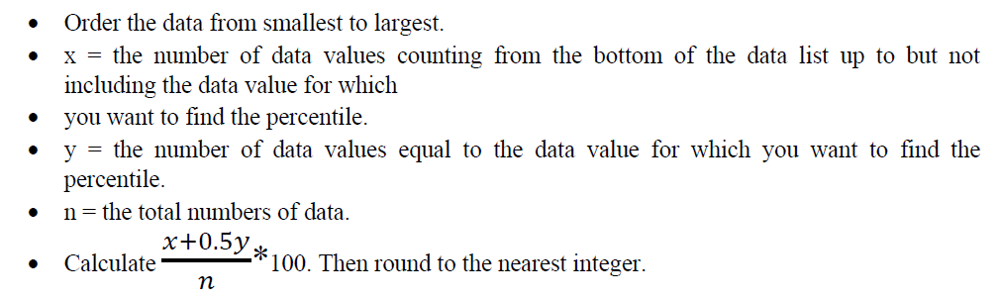 • Order the data from smallest to largest.
• x = the number of data values counting from the bottom of the data list up to but not
including the data value for which
• you want to find the percentile.
• y = the number of data values equal to the data value for which you want to find the
percentile.
• n = the total numbers of data.
• Calculate \frac{x+0.5y}{n}*100. Then round to the nearest integer.